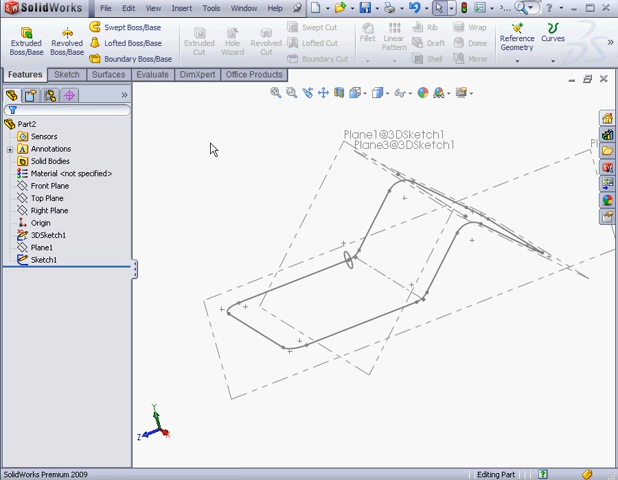 SolidWorks File Edit View Insert Tools Window Help
Extruded Boss/Base
Revolved Boss/Base
Swept Boss/Base
Lofted Boss/Base
Boundary Boss/Base
Extruded Cut
Hole Wizard
Revolved Cut
Swept Cut
Lofted Cut
Boundary Cut
Fillet
Linear Pattern
Rib
Draft
Shell
Wrap
Dome
Mirror
Reference Geometry
Curves
Features Sketch Surfaces Evaluate DimXpert Office Products
Part2
Sensors
Annotations
Solid Bodies
Material <not specified>
Front Plane
Top Plane
Right Plane
Origin
3DSketch1
Plane1
Sketch1
Plane1@3DSketch1
Plane3@3DSketch1
Pl
Y
Z
SolidWorks Premium 2009
Editing Part